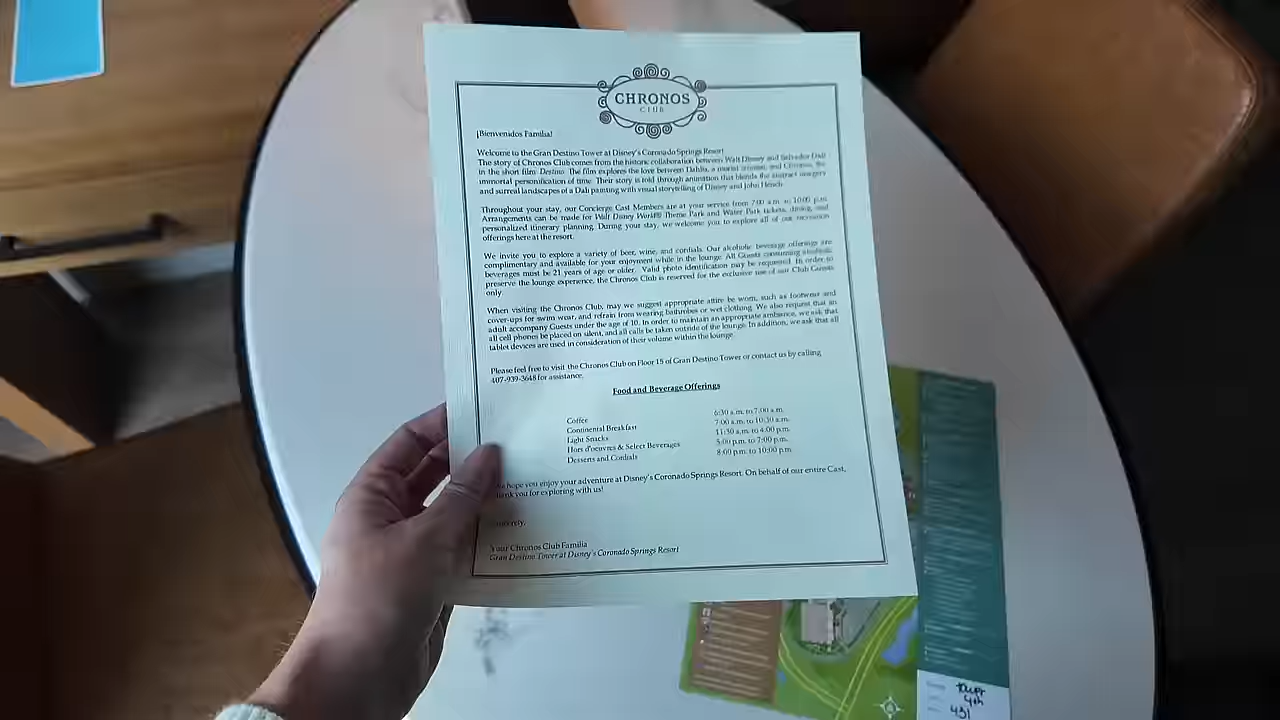 CHRONOS
CLUB
¡Bienvenidos Familia!
Welcome to the Gran Destino Tower at Disney's Coronado Springs Resort
The story of Chronos Club comes from the historic collaboration between Walt Disney and Salvador Dali
in the short film: Destino. The film explores the love between Dahlia, a mortal woman, and Chronos, the
immortal personification of time. Their story is told through animation that blends the abstract imagery
and surreal landscapes of a Dali painting with visual storytelling of Disney and John Hench.
Throughout your stay, our Concierge Cast Members are at your service from 7:00 a.m. to 10:00 p.m.
Arrangements can be made for Walt Disney World® Theme Park and Water Park tickets, dining, and
personalized itinerary planning. During your stay, we welcome you to explore all of our recreation
offerings here at the resort.
We invite you to explore a variety of beer, wine, and cordials. Our alcoholic beverage offerings are
complimentary and available for your enjoyment while in the lounge. All Guests consuming alcoholic
beverages must be 21 years of age or older. Valid photo identification may be requested. In order to
preserve the lounge experience, the Chronos Club is reserved for the exclusive use of our Club Guests
only.
When visiting the Chronos Club, may we suggest appropriate attire be worn, such as footwear and
cover-ups for swim wear, and refrain from wearing bathrobes or wet clothing. We also request that an
adult accompany Guests under the age of 10. In order to maintain an appropriate ambiance, we ask that
all cell phones be placed on silent, and all calls be taken outside of the lounge. In addition, we ask that all
tablet devices are used in consideration of their volume within the lounge.
Please feel free to visit the Chronos Club on Floor 15 of Gran Destino Tower or contact us by calling
407-939-3648 for assistance.
Food and Beverage Offerings
Coffee 6:30 a.m. to 7:00 a.m.
Continental Breakfast 7:00 a.m. to 10:30 a.m.
Light Snacks 11:30 a.m. to 4:00 p.m.
Hors d'oeuvres & Select Beverages 5:00 p.m. to 7:00 p.m.
Desserts and Cordials 8:00 p.m. to 10:00 p.m.
hope you enjoy your adventure at Disney's Coronado Springs Resort. On behalf of our entire Cast,
you for exploring with us!
Your Chronos Club Familia
Gran Destino Tower at Disney's Coronado Springs Resort
Tower
4th
431